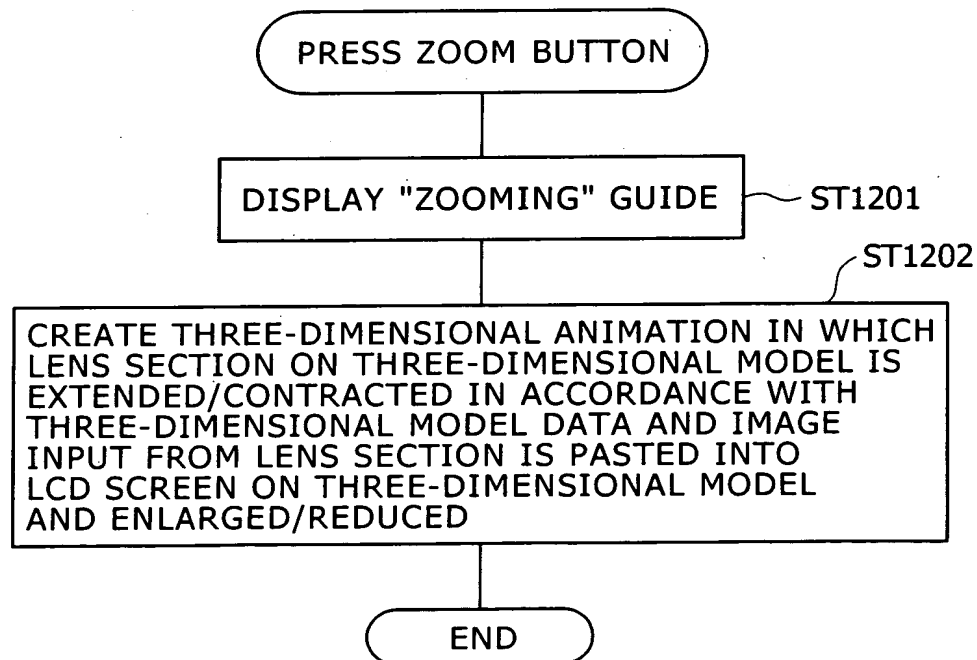 PRESS ZOOM BUTTON
DISPLAY "ZOOMING" GUIDE
ST1201
ST1202
CREATE THREE-DIMENSIONAL ANIMATION IN WHICH
LENS SECTION ON THREE-DIMENSIONAL MODEL IS
EXTENDED/CONTRACTED IN ACCORDANCE WITH
THREE-DIMENSIONAL MODEL DATA AND IMAGE
INPUT FROM LENS SECTION IS PASTED INTO
LCD SCREEN ON THREE-DIMENSIONAL MODEL
AND ENLARGED/REDUCED
END